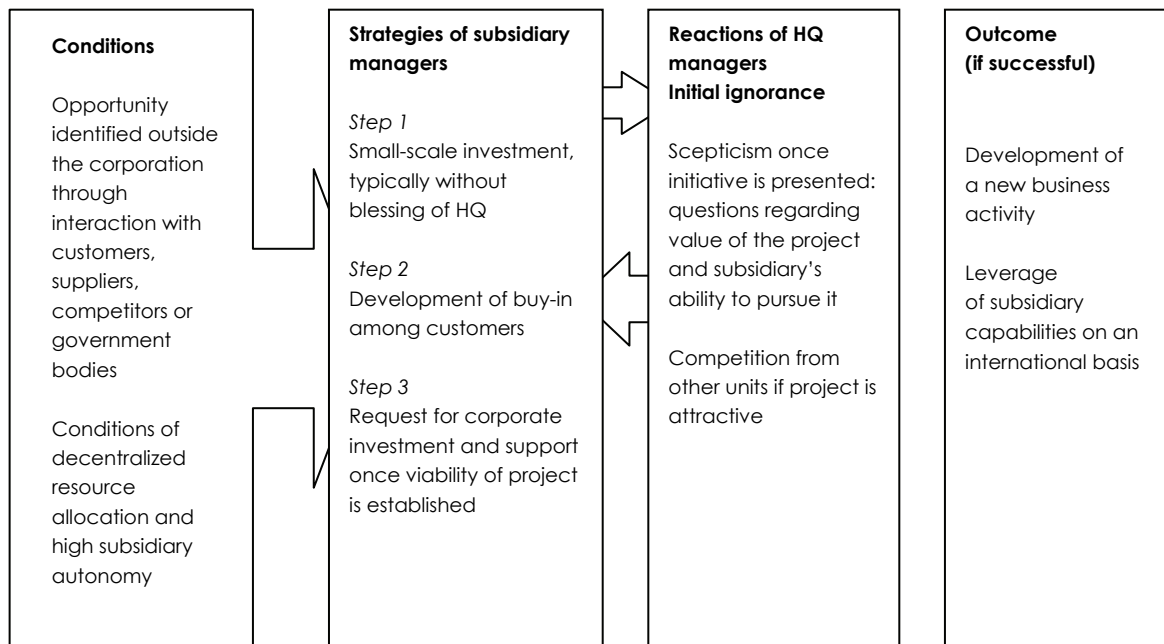 Conditions
Opportunity
identified outside
the corporation
through
interaction with
customers,
suppliers,
competitors or
government
bodies
Conditions of
decentralized
resource
allocation and
high subsidiary
autonomy
Strategies of subsidiary
managers
Step 1
Small-scale investment,
typically without
blessing of HQ
Step 2
Development of buy-in
among customers
Step 3
Request for corporate
investment and support
once viability of project
is established
Reactions of HQ
managers
Initial ignorance
Scepticism once
initiative is presented:
questions regarding
value of the project
and subsidiary’s
ability to pursue it
Competition from
other units if project is
attractive
Outcome
(if successful)
Development of
a new business
activity
Leverage
of subsidiary
capabilities on an
international basis